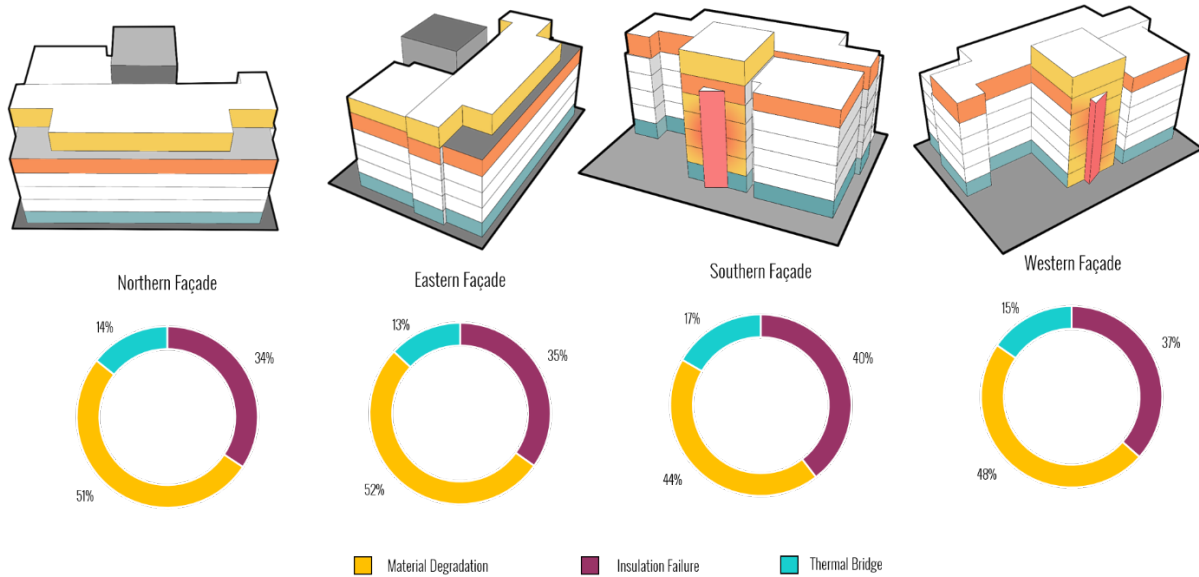 Northern Façade
Eastern Façade
Southern Façade
Western Façade
14%
34%
51%
13%
35%
52%
17%
40%
44%
15%
37%
48%
Material Degradation
Insulation Failure
Thermal Bridge